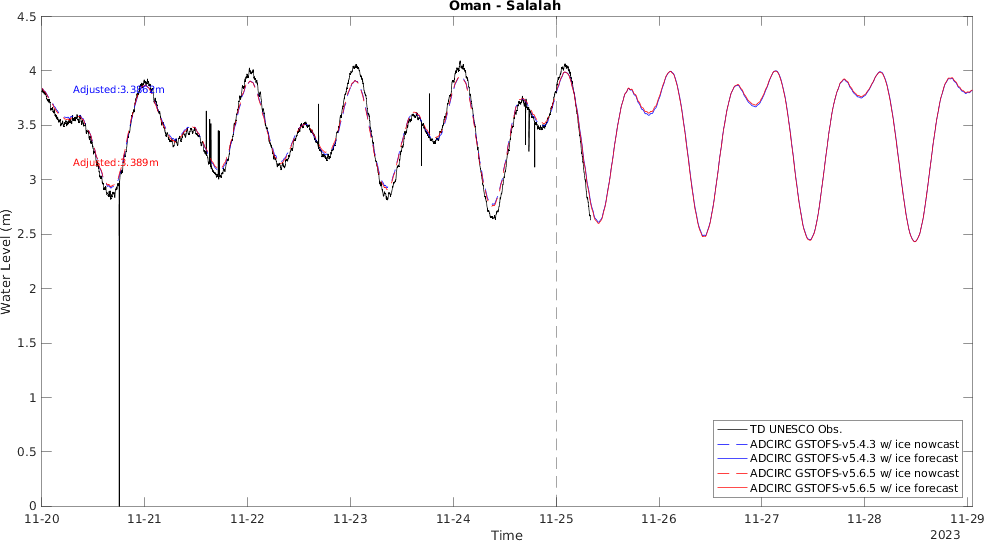 Oman - Salalah
4.5
4
3.5
3
2.5
2
1.5
1
0.5
0
Water Level (m)
Adjusted:3.3862m
Adjusted:3.389m
TD UNESCO Obs.
ADCIRC GSTOFS-v5.4.3 w/ ice nowcast
ADCIRC GSTOFS-v5.4.3 w/ ice forecast
ADCIRC GSTOFS-v5.6.5 w/ ice nowcast
ADCIRC GSTOFS-v5.6.5 w/ ice forecast
11-20 11-21 11-22 11-23 11-24 11-25 11-26 11-27 11-28 11-29
Time
2023